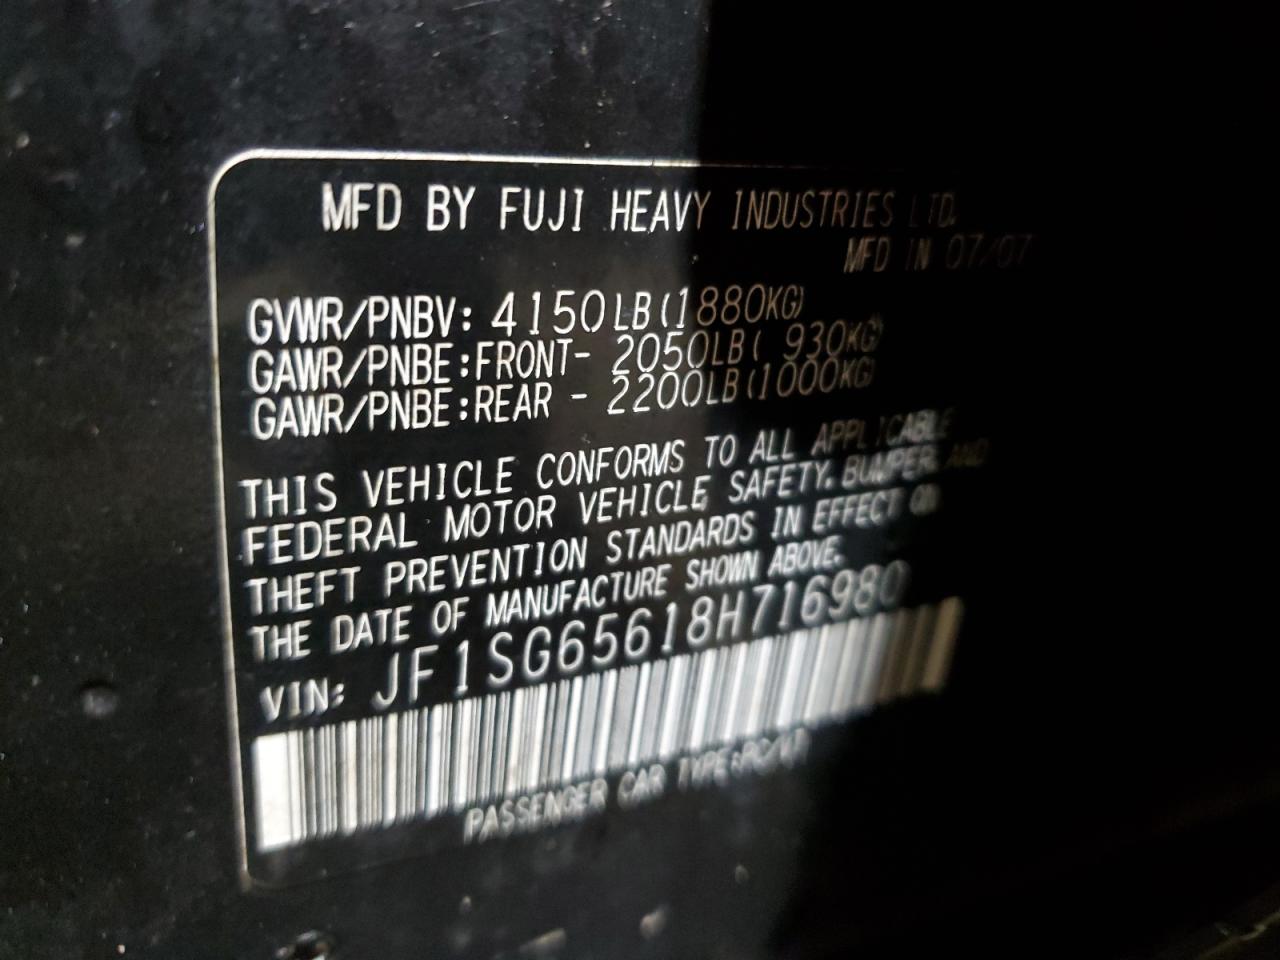 MFD BY FUJI HEAVY INDUSTRIES LTD.
MFD IN 07/07
GVWR/PNBV: 4150LB(1880KG)
GAWR/PNBE:FRONT- 2050LB( 930KG)
GAWR/PNBE:REAR - 2200LB(1000KG)
THIS VEHICLE CONFORMS TO ALL APPLICABLE
FEDERAL MOTOR VEHICLE SAFETY, BUMPER AND
THEFT PREVENTION STANDARDS IN EFFECT ON
THE DATE OF MANUFACTURE SHOWN ABOVE.
VIN: JF1SG65618H716980
PASSENGER CAR TYPE: